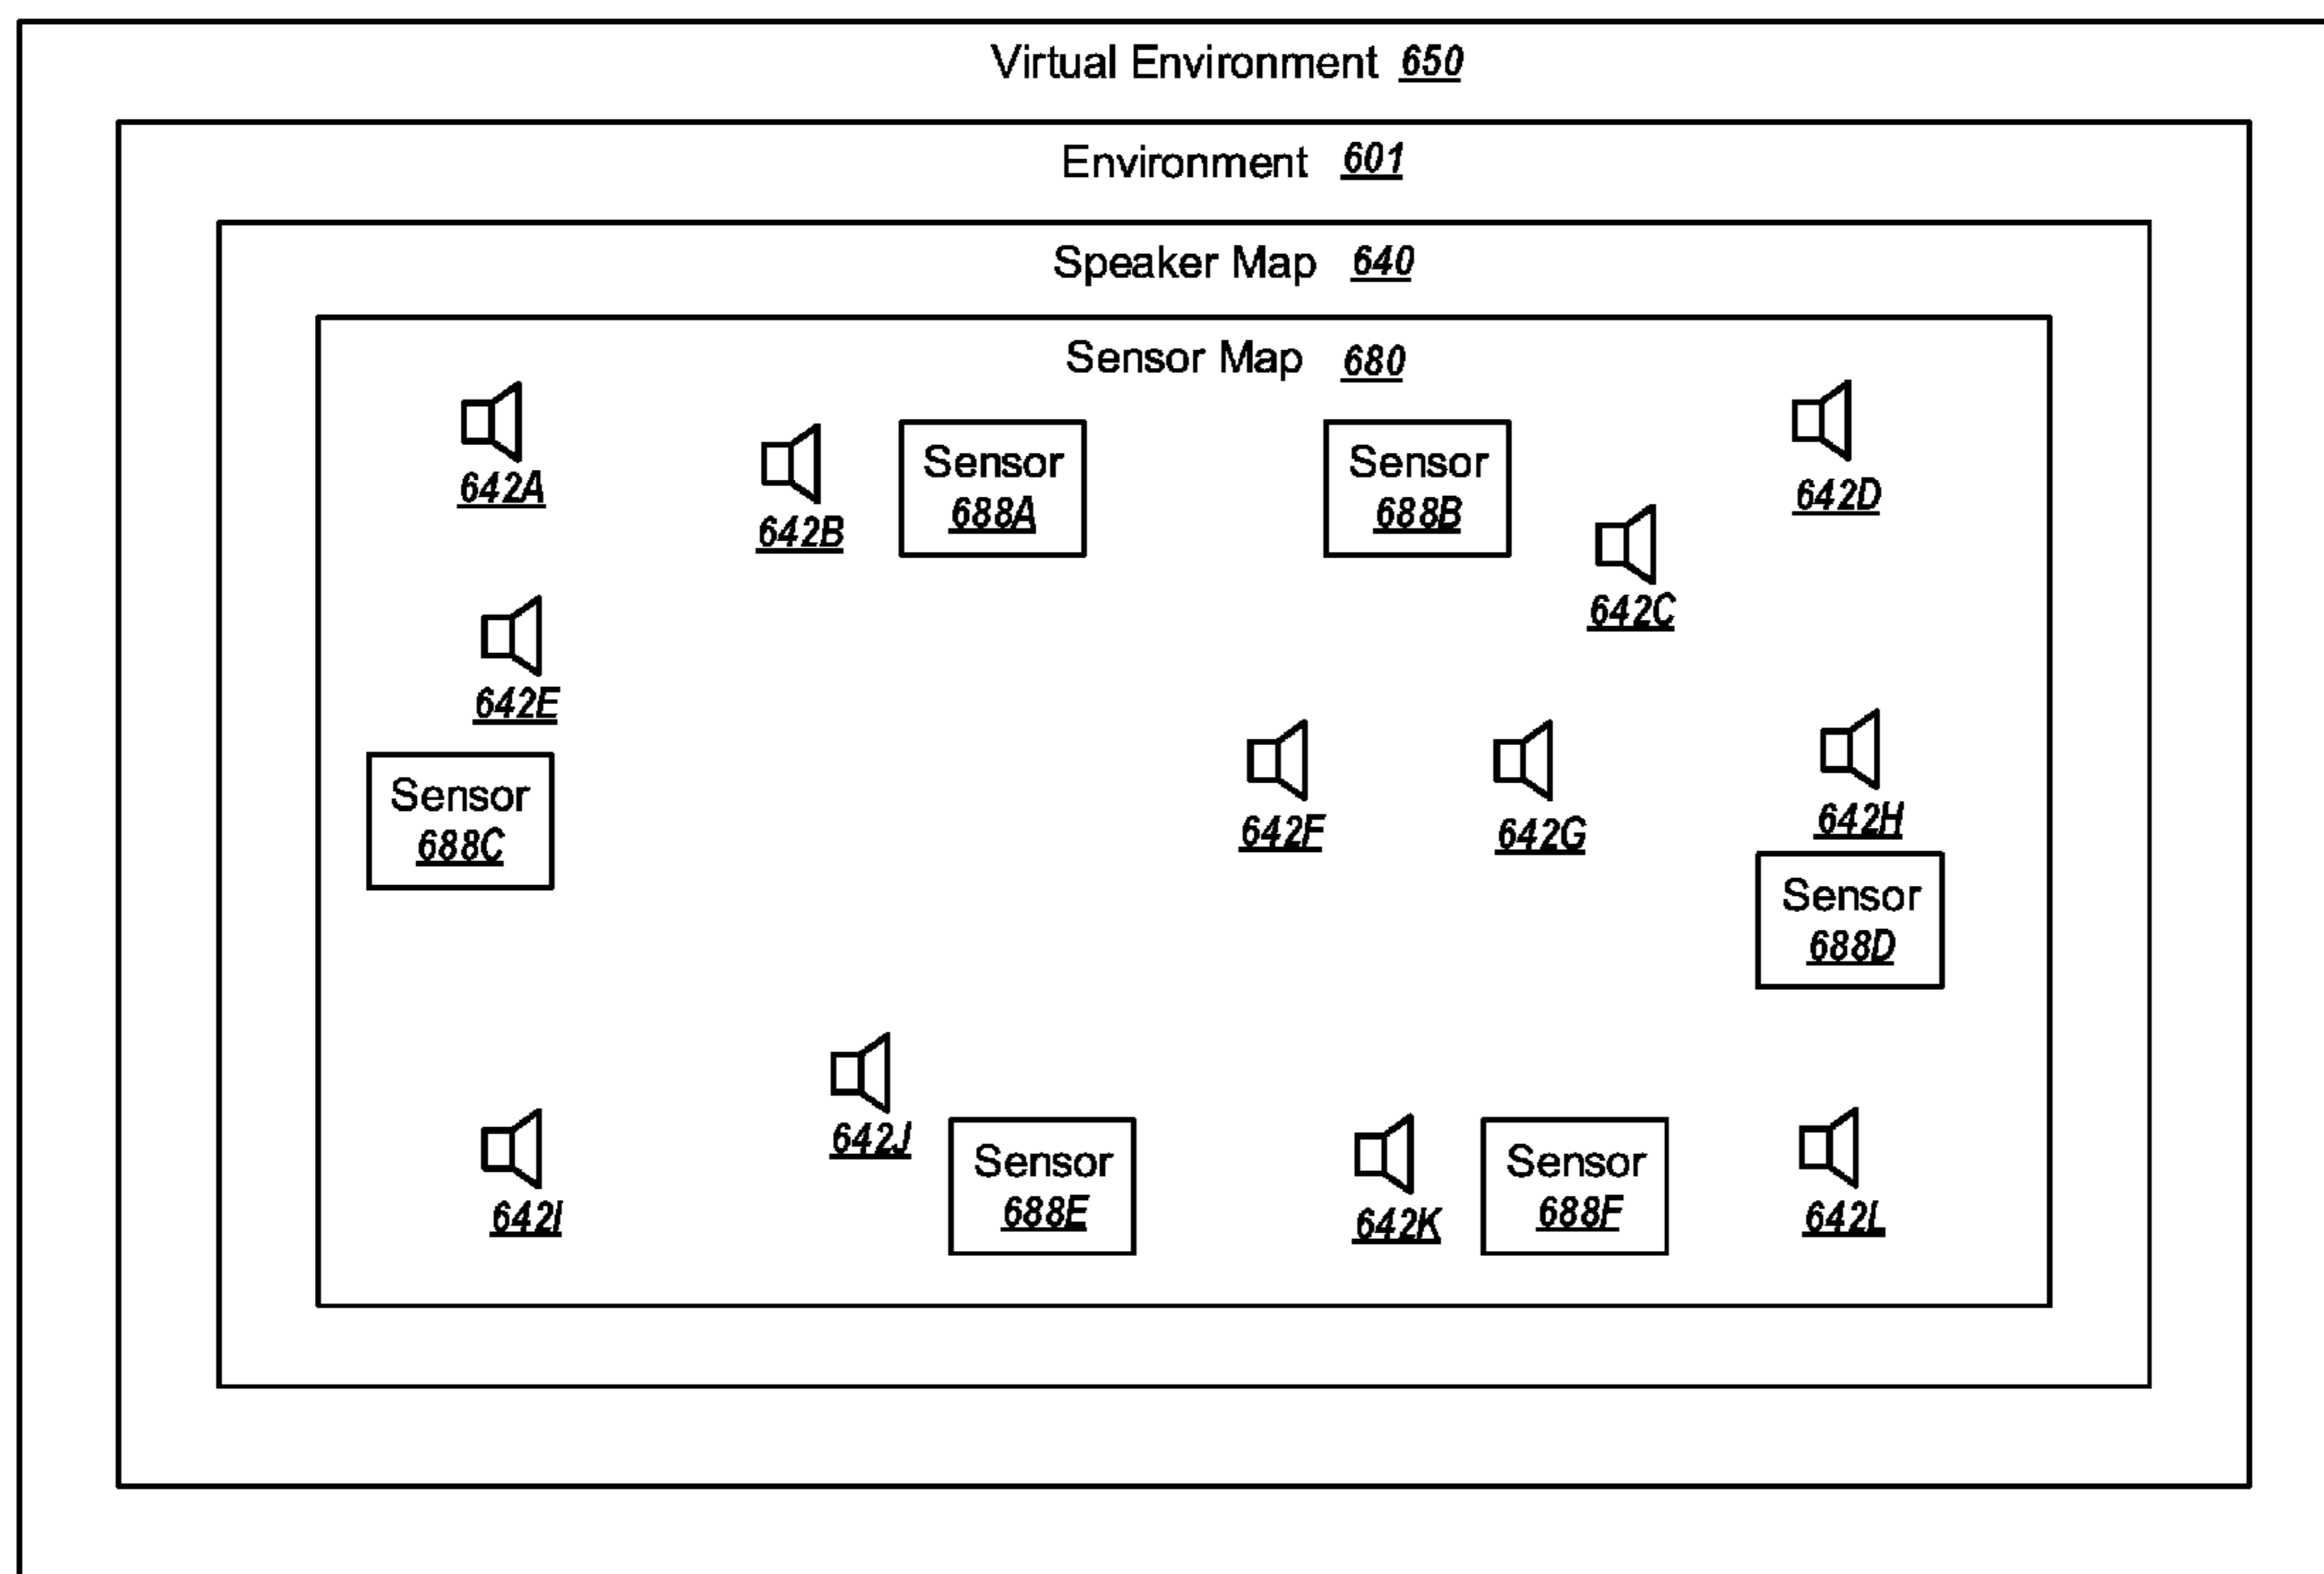 Virtual Environment 650
Environment 601
Speaker Map 640
Sensor Map 680
642A
642B
Sensor
688A
Sensor
688B
642C
642D
642E
642F
642G
642H
Sensor
688C
Sensor
688D
642I
642J
Sensor
688E
642K
Sensor
688F
642L